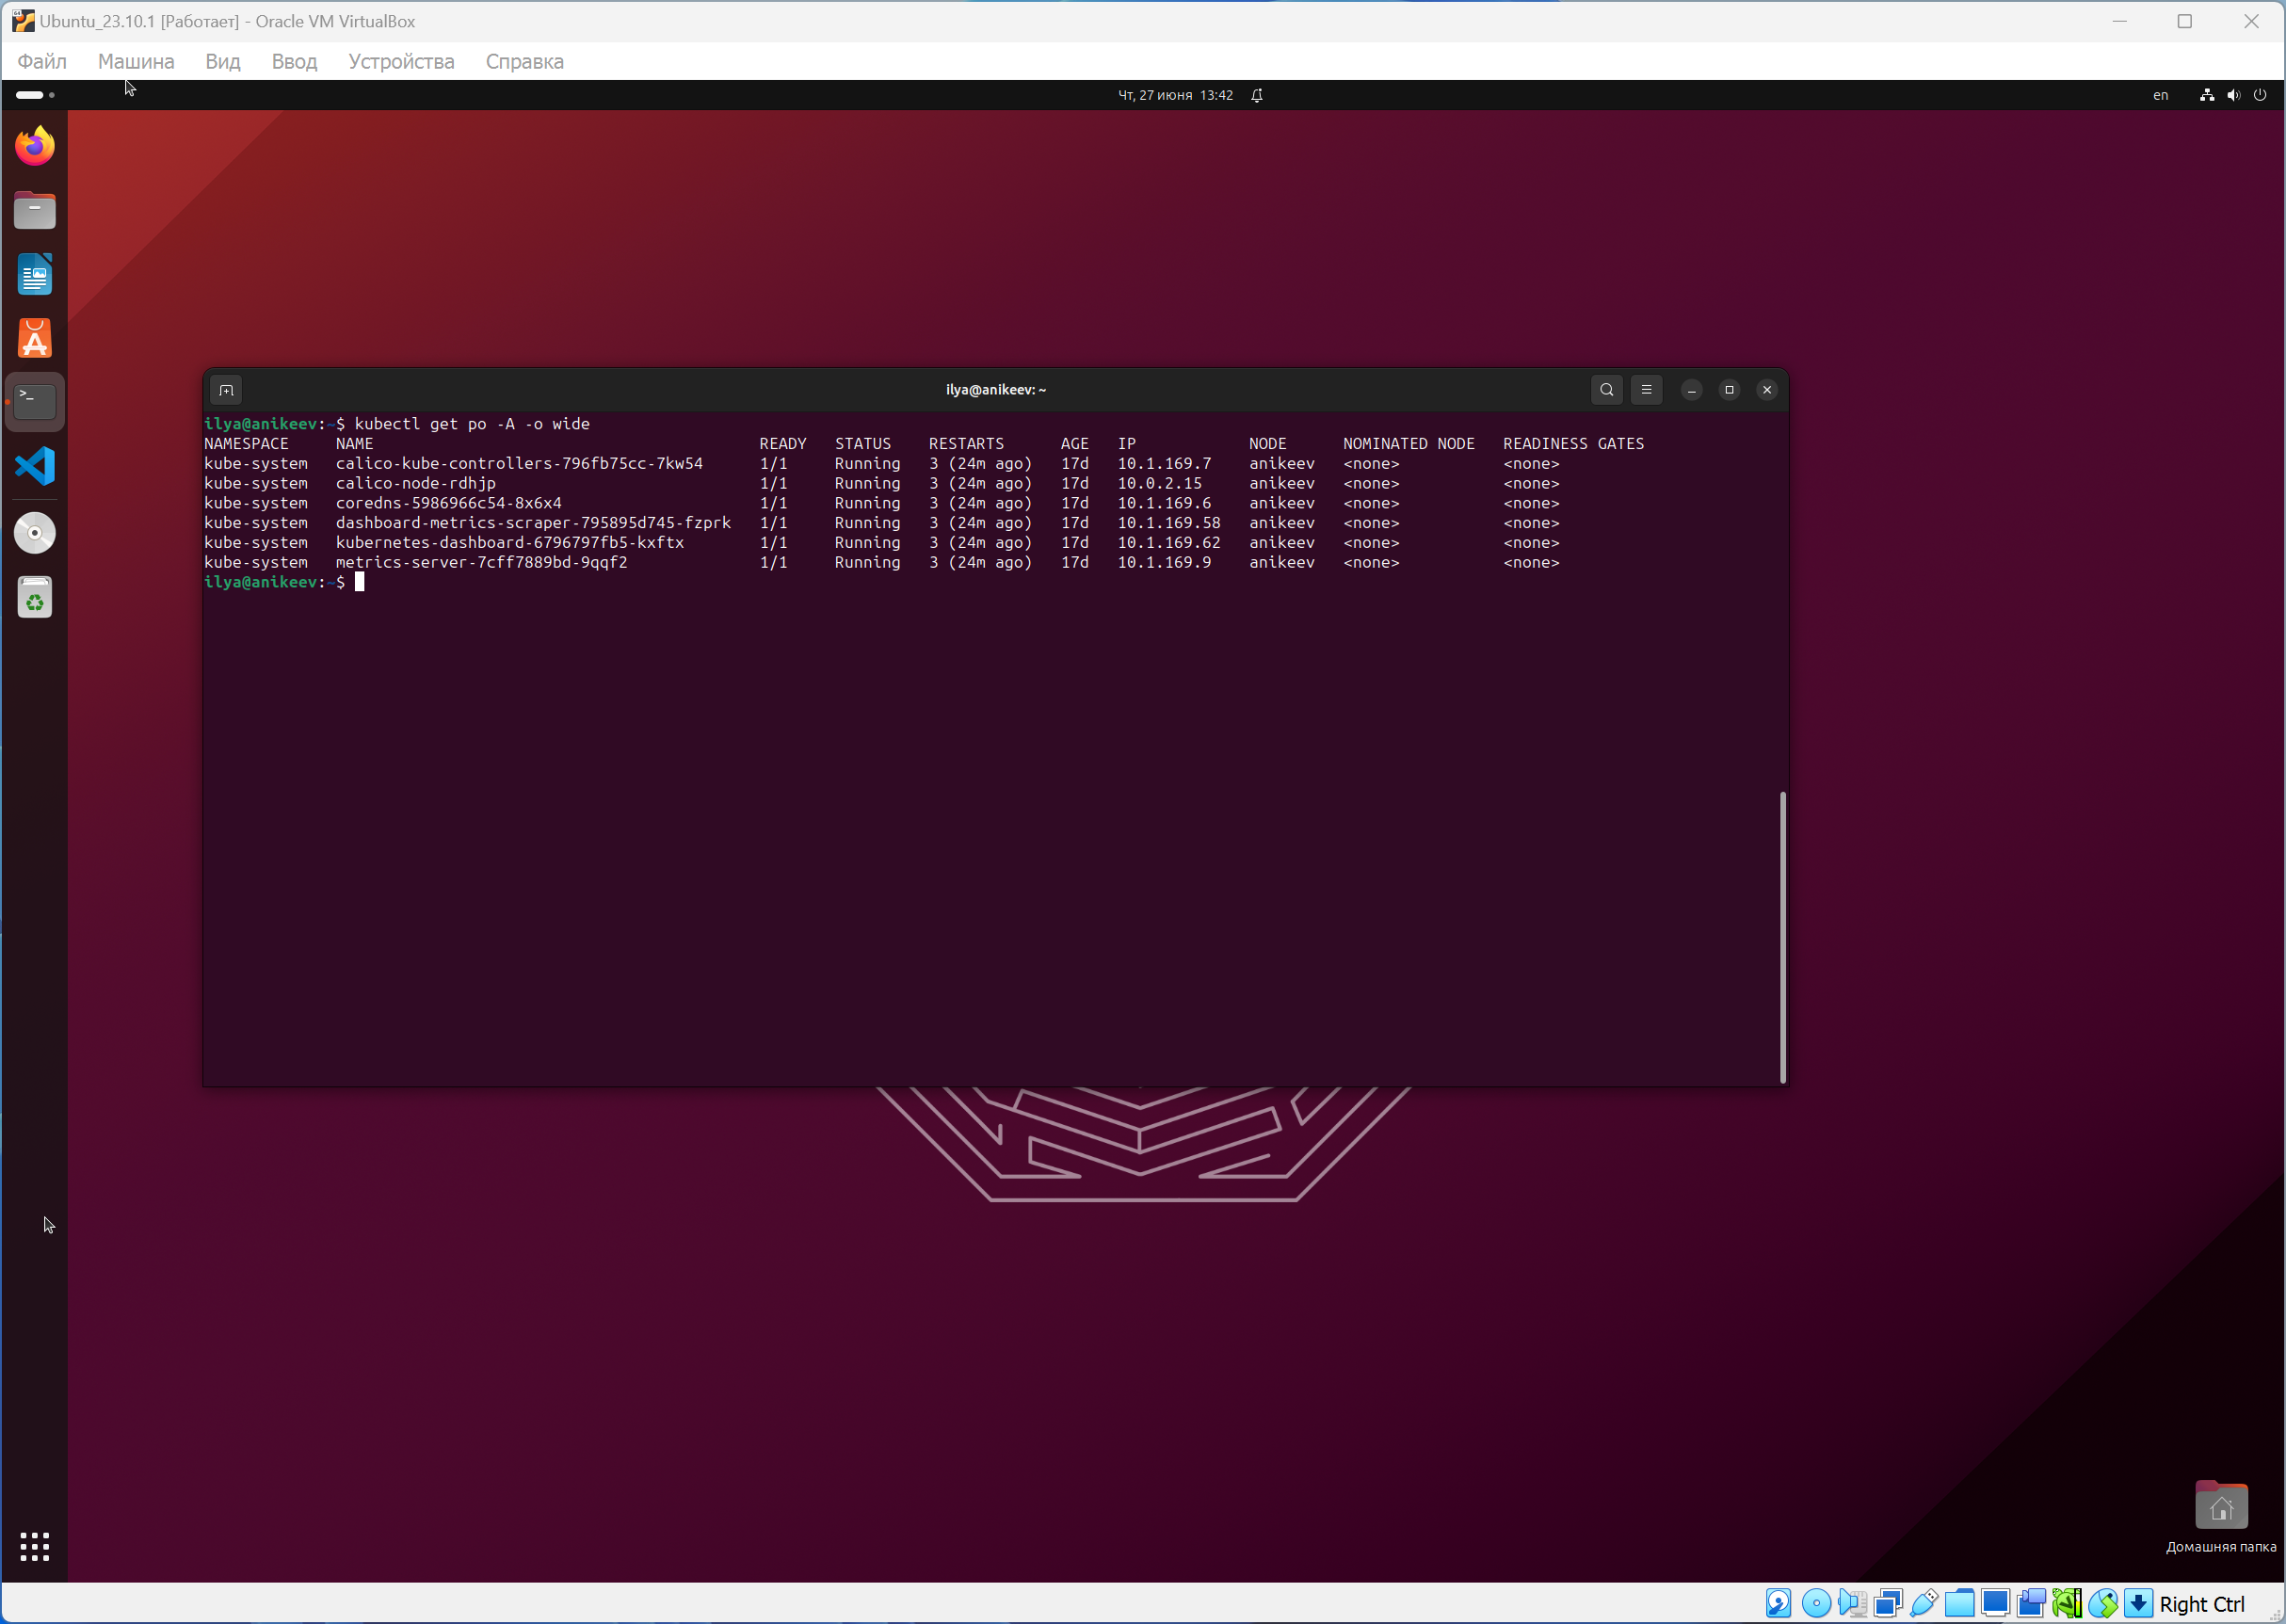 Ubuntu_23.10.1 [Работает] - Oracle VM VirtualBox
Файл Машина Вид Ввод Устройства Справка
Чт, 27 июня 13:42
en
ilya@anikeev: ~
ilya@anikeev:~$ kubectl get po -A -o wide
NAMESPACE NAME READY STATUS RESTARTS AGE IP NODE NOMINATED NODE READINESS GATES
kube-system calico-kube-controllers-796fb75cc-7kw54 1/1 Running 3 (24m ago) 17d 10.1.169.7 anikeev <none> <none>
kube-system calico-node-rdhjp 1/1 Running 3 (24m ago) 17d 10.0.2.15 anikeev <none> <none>
kube-system coredns-5986966c54-8x6x4 1/1 Running 3 (24m ago) 17d 10.1.169.6 anikeev <none> <none>
kube-system dashboard-metrics-scraper-795895d745-fzprk 1/1 Running 3 (24m ago) 17d 10.1.169.58 anikeev <none> <none>
kube-system kubernetes-dashboard-6796797fb5-kxftx 1/1 Running 3 (24m ago) 17d 10.1.169.62 anikeev <none> <none>
kube-system metrics-server-7cff7889bd-9qqf2 1/1 Running 3 (24m ago) 17d 10.1.169.9 anikeev <none> <none>
ilya@anikeev:~$
Домашняя папка
Right Ctrl